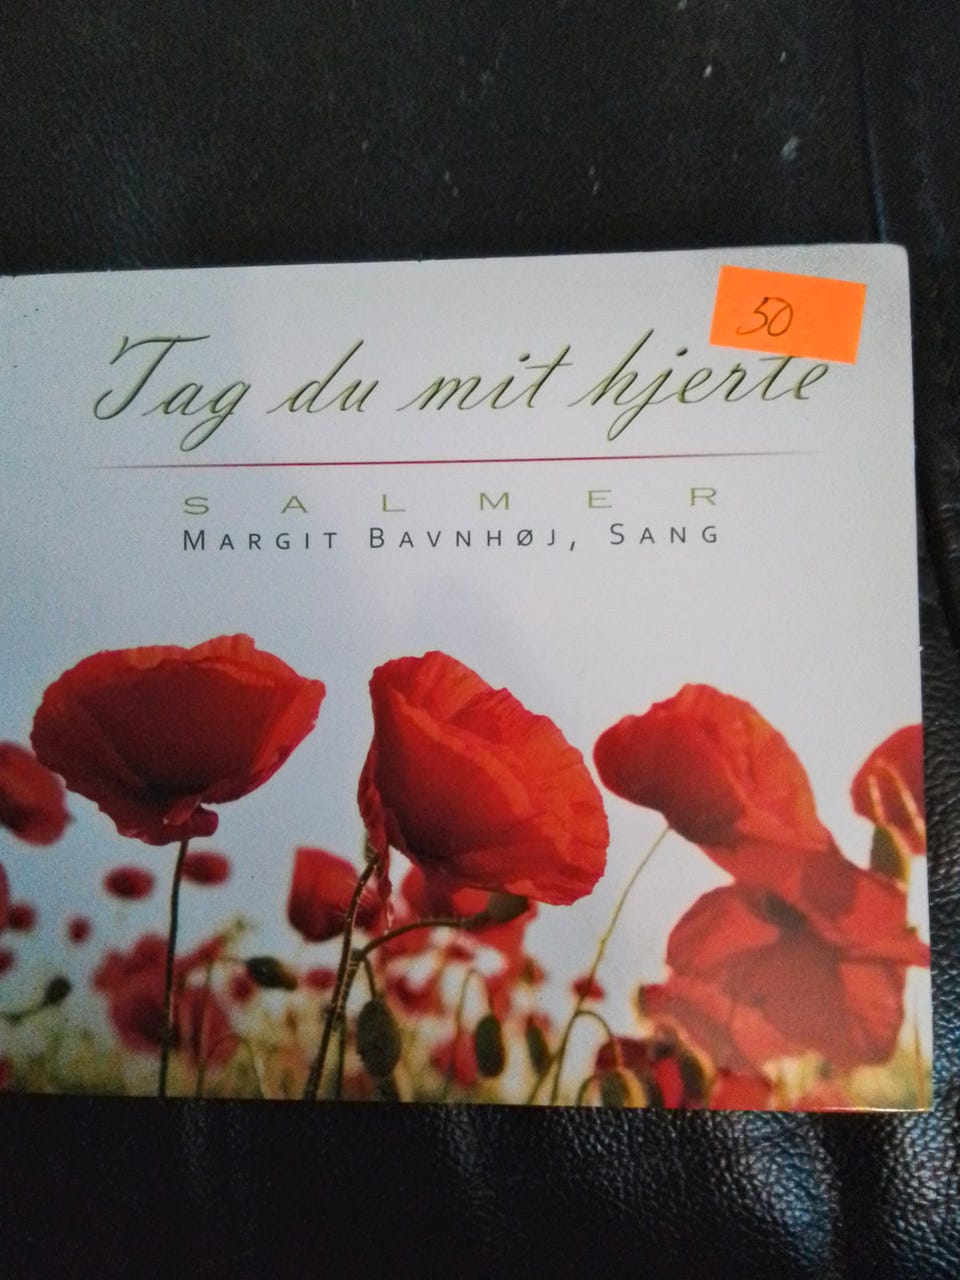 50
Tag du mit hjerte
SALMER
MARGIT BAVNHØJ, SANG